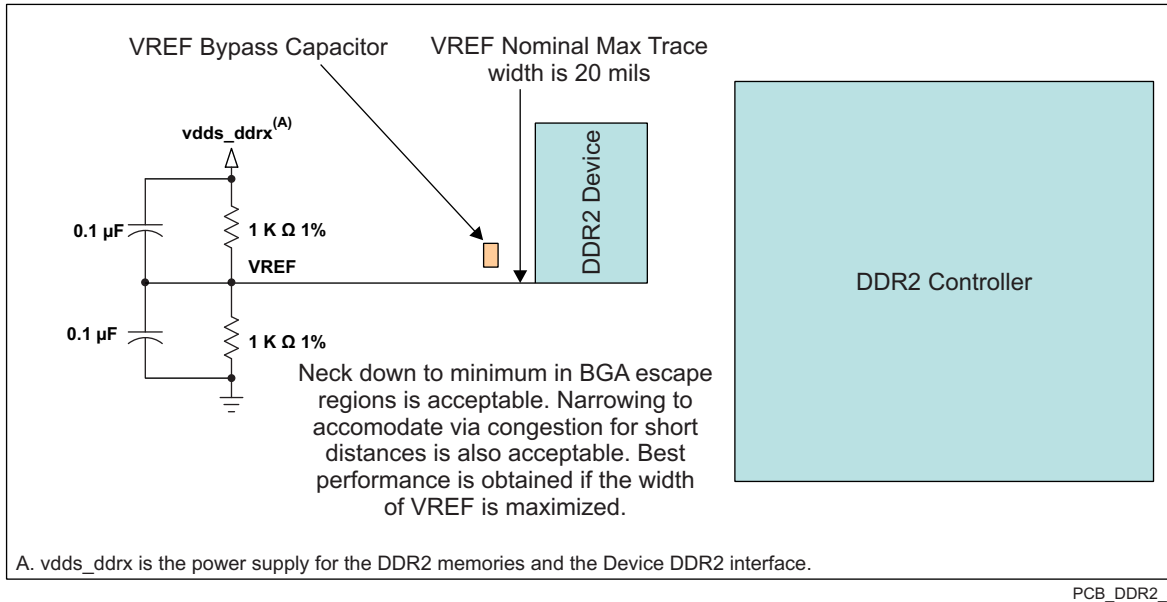 VREF Bypass Capacitor
VREF Nominal Max Trace
width is 20 mils
vdds_ddrx(A)
0.1 µF
1 K Ω 1%
VREF
0.1 µF
1 K Ω 1%
DDR2 Device
DDR2 Controller
Neck down to minimum in BGA escape
regions is acceptable. Narrowing to
accomodate via congestion for short
distances is also acceptable. Best
performance is obtained if the width
of VREF is maximized.
A. vdds_ddrx is the power supply for the DDR2 memories and the Device DDR2 interface.
PCB_DDR2_